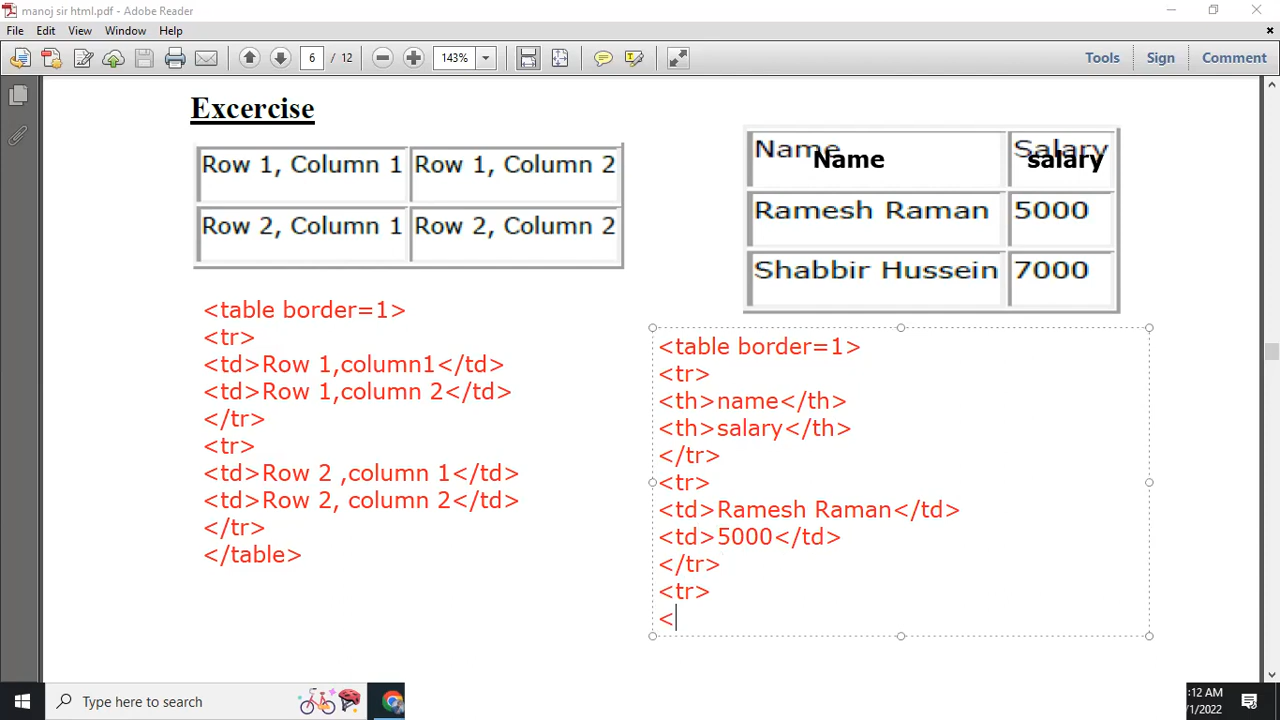 manoj sir html.pdf - Adobe Reader
File Edit View Window Help
6 / 12 143% Tools Sign Comment
Excercise
Row 1, Column 1 Row 1, Column 2
Row 2, Column 1 Row 2, Column 2
Name Salary
Name salary
Ramesh Raman 5000
Shabbir Hussein 7000
<table border=1>
<tr>
<td>Row 1,column1</td>
<td>Row 1,column 2</td>
</tr>
<tr>
<td>Row 2 ,column 1</td>
<td>Row 2, column 2</td>
</tr>
</table>
<table border=1>
<tr>
<th>name</th>
<th>salary</th>
</tr>
<tr>
<td>Ramesh Raman</td>
<td>5000</td>
</tr>
<tr>
<
Type here to search
:12 AM
/1/2022